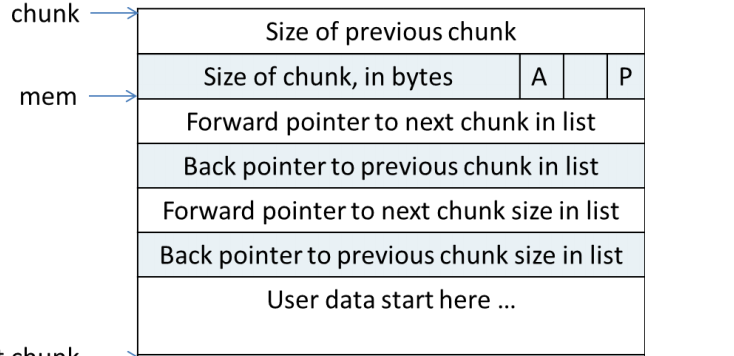 chunk
Size of previous chunk
Size of chunk, in bytes A P
mem
Forward pointer to next chunk in list
Back pointer to previous chunk in list
Forward pointer to next chunk size in list
Back pointer to previous chunk size in list
User data start here ...
chunk